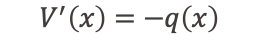 V′(x) = −q(x)